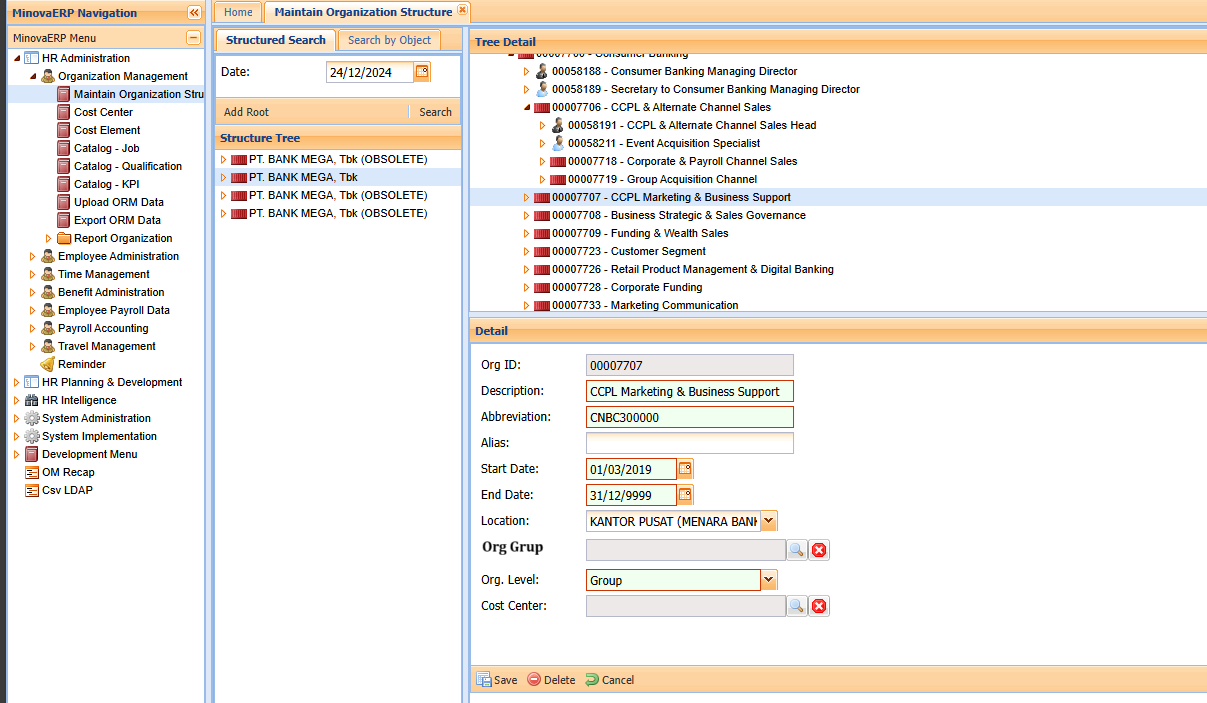 MinovaERP Navigation
MinovaERP Menu
HR Administration
Organization Management
Maintain Organization Stru
Cost Center
Cost Element
Catalog - Job
Catalog - Qualification
Catalog - KPI
Upload ORM Data
Export ORM Data
Report Organization
Employee Administration
Time Management
Benefit Administration
Employee Payroll Data
Payroll Accounting
Travel Management
Reminder
HR Planning & Development
HR Intelligence
System Administration
System Implementation
Development Menu
OM Recap
Csv LDAP
Home
Maintain Organization Structure
Structured Search
Search by Object
Date:
24/12/2024
Add Root
Search
Structure Tree
PT. BANK MEGA, Tbk (OBSOLETE)
PT. BANK MEGA, Tbk
PT. BANK MEGA, Tbk (OBSOLETE)
PT. BANK MEGA, Tbk (OBSOLETE)
Tree Detail
00007700 - Consumer Banking
00058188 - Consumer Banking Managing Director
00058189 - Secretary to Consumer Banking Managing Director
00007706 - CCPL & Alternate Channel Sales
00058191 - CCPL & Alternate Channel Sales Head
00058211 - Event Acquisition Specialist
00007718 - Corporate & Payroll Channel Sales
00007719 - Group Acquisition Channel
00007707 - CCPL Marketing & Business Support
00007708 - Business Strategic & Sales Governance
00007709 - Funding & Wealth Sales
00007723 - Customer Segment
00007726 - Retail Product Management & Digital Banking
00007728 - Corporate Funding
00007733 - Marketing Communication
Detail
Org ID:
00007707
Description:
CCPL Marketing & Business Support
Abbreviation:
CNBC300000
Alias:
Start Date:
01/03/2019
End Date:
31/12/9999
Location:
KANTOR PUSAT (MENARA BANK
Org Grup
Org. Level:
Group
Cost Center:
Save
Delete
Cancel